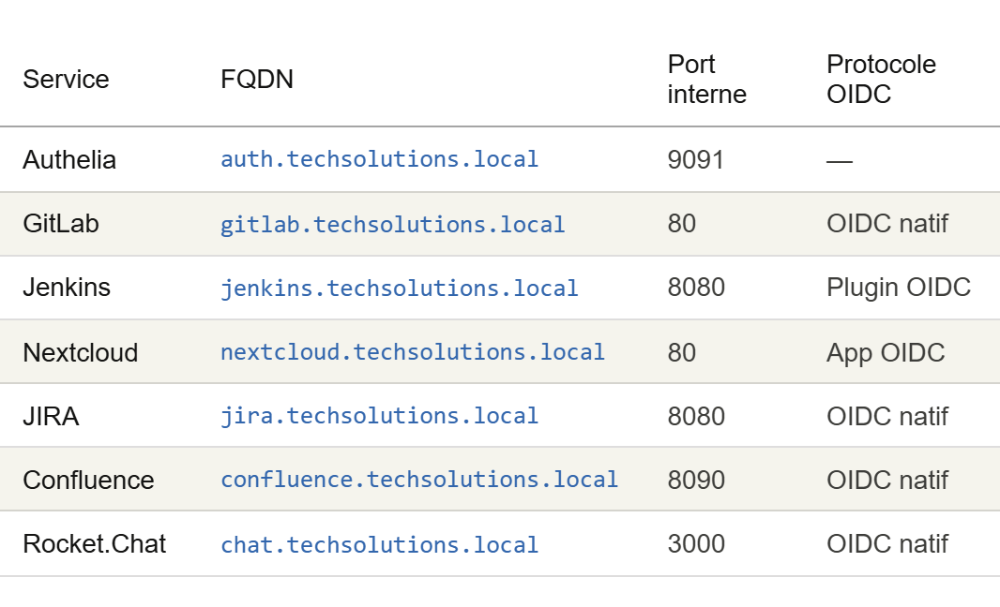 Service FQDN Port interne Protocole OIDC
Authelia auth.techsolutions.local 9091 —
GitLab gitlab.techsolutions.local 80 OIDC natif
Jenkins jenkins.techsolutions.local 8080 Plugin OIDC
Nextcloud nextcloud.techsolutions.local 80 App OIDC
JIRA jira.techsolutions.local 8080 OIDC natif
Confluence confluence.techsolutions.local 8090 OIDC natif
Rocket.Chat chat.techsolutions.local 3000 OIDC natif